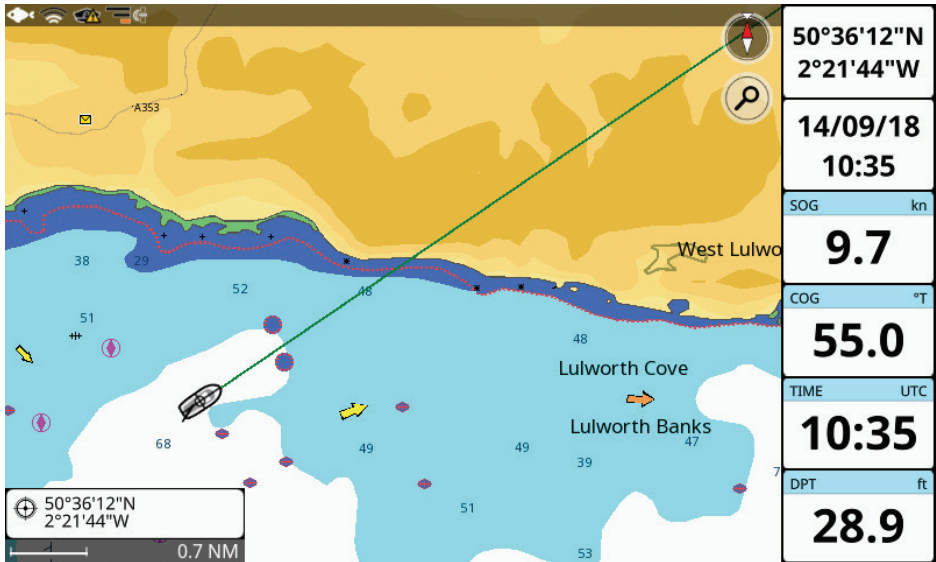 50°36'12"N
2°21'44"W
14/09/18
10:35
SOG kn
9.7
COG °T
55.0
TIME UTC
10:35
DPT ft
28.9
A353
West Lulwo
38
29
52
48
51
48
Lulworth Cove
Lulworth Banks
68
49
49
47
39
7
51
53
50°36'12"N
2°21'44"W
0.7 NM